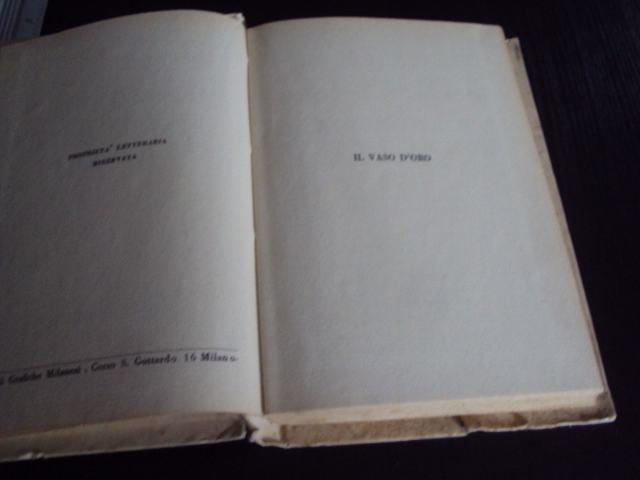 PROPRIETA' LETTERARIA
RISERVATA
Grafiche Milanesi - Corso S. Gottardo 16 Milano
IL VASO D'ORO